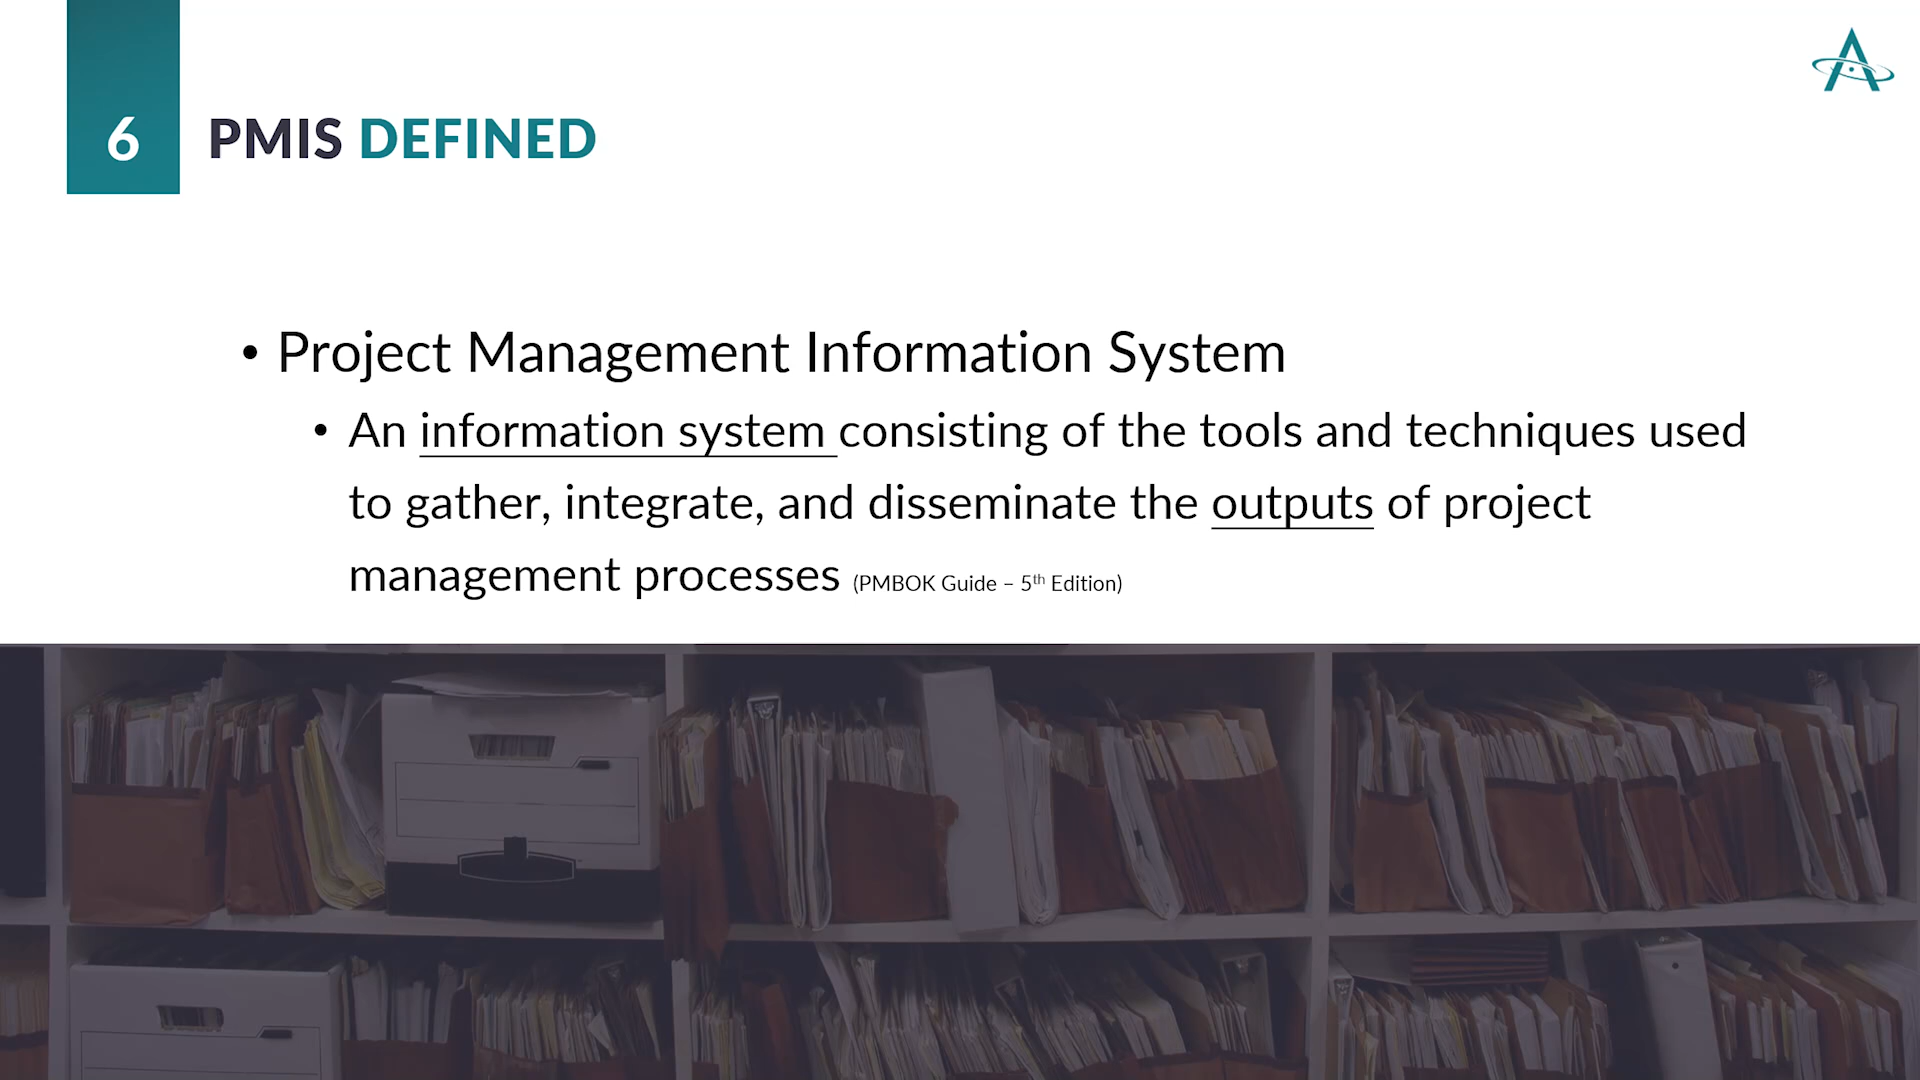 6
PMIS DEFINED
• Project Management Information System
• An information system consisting of the tools and techniques used
to gather, integrate, and disseminate the outputs of project
management processes (PMBOK Guide – 5th Edition)